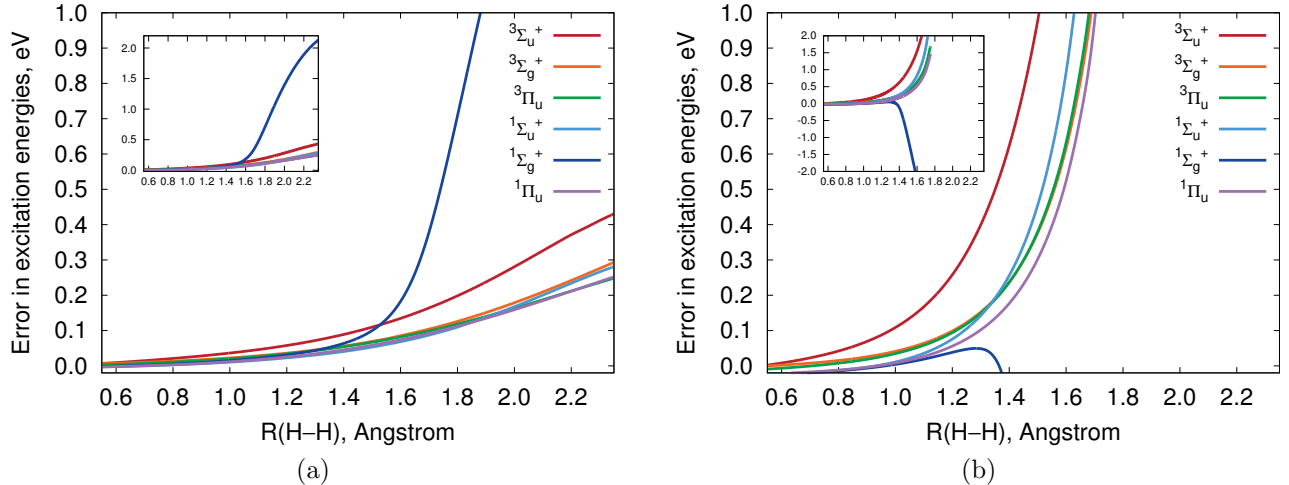 1.0
0.9
0.8
0.7
0.6
0.5
0.4
0.3
0.2
0.1
0.0
Error in excitation energies, eV
0.6 0.8 1.0 1.2 1.4 1.6 1.8 2.0 2.2
R(H–H), Angstrom
2.0
1.5
1.0
0.5
0.0
0.6 0.8 1.0 1.2 1.4 1.6 1.8 2.0 2.2
³Σᵤ⁺
³Σg⁺
³Πᵤ
¹Σᵤ⁺
¹Σg⁺
¹Πᵤ
(a)
1.0
0.9
0.8
0.7
0.6
0.5
0.4
0.3
0.2
0.1
0.0
Error in excitation energies, eV
0.6 0.8 1.0 1.2 1.4 1.6 1.8 2.0 2.2
R(H–H), Angstrom
2.0
1.5
1.0
0.5
0.0
-0.5
-1.0
-1.5
-2.0
0.6 0.8 1.0 1.2 1.4 1.6 1.8 2.0 2.2
³Σᵤ⁺
³Σg⁺
³Πᵤ
¹Σᵤ⁺
¹Σg⁺
¹Πᵤ
(b)